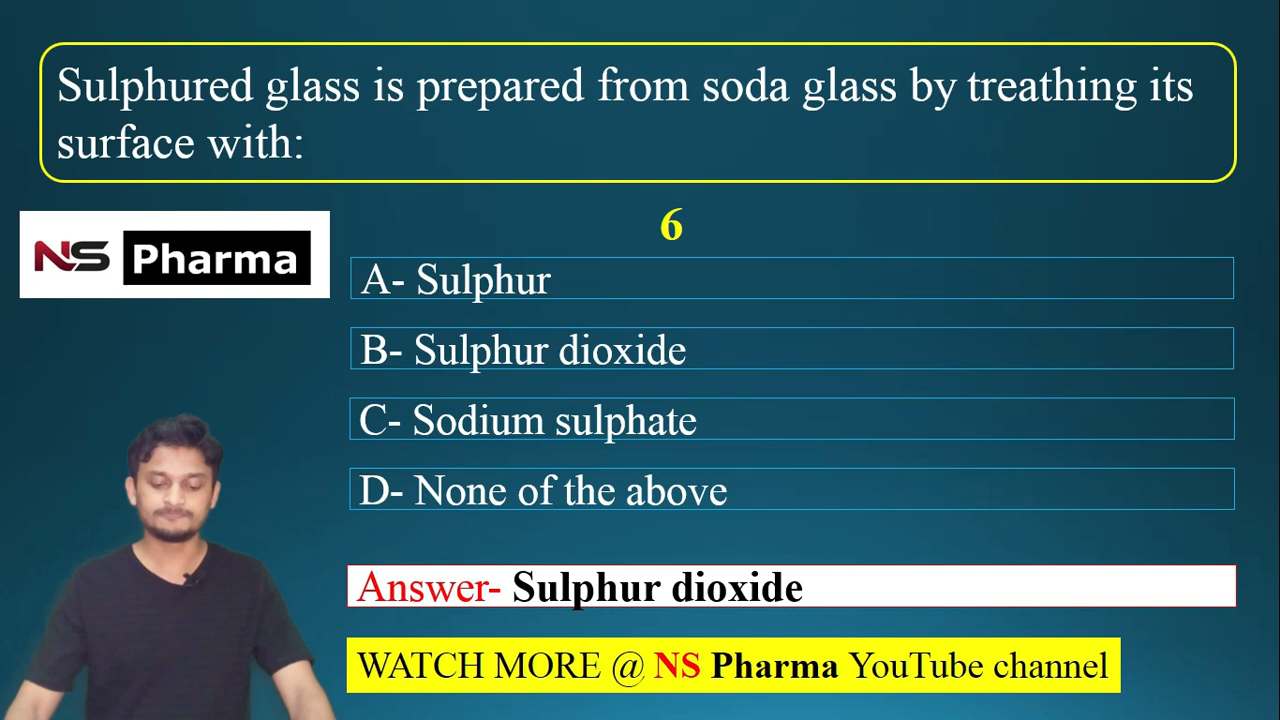 Sulphured glass is prepared from soda glass by treathing its
surface with:
6
NS Pharma
A- Sulphur
B- Sulphur dioxide
C- Sodium sulphate
D- None of the above
Answer- Sulphur dioxide
WATCH MORE @ NS Pharma YouTube channel